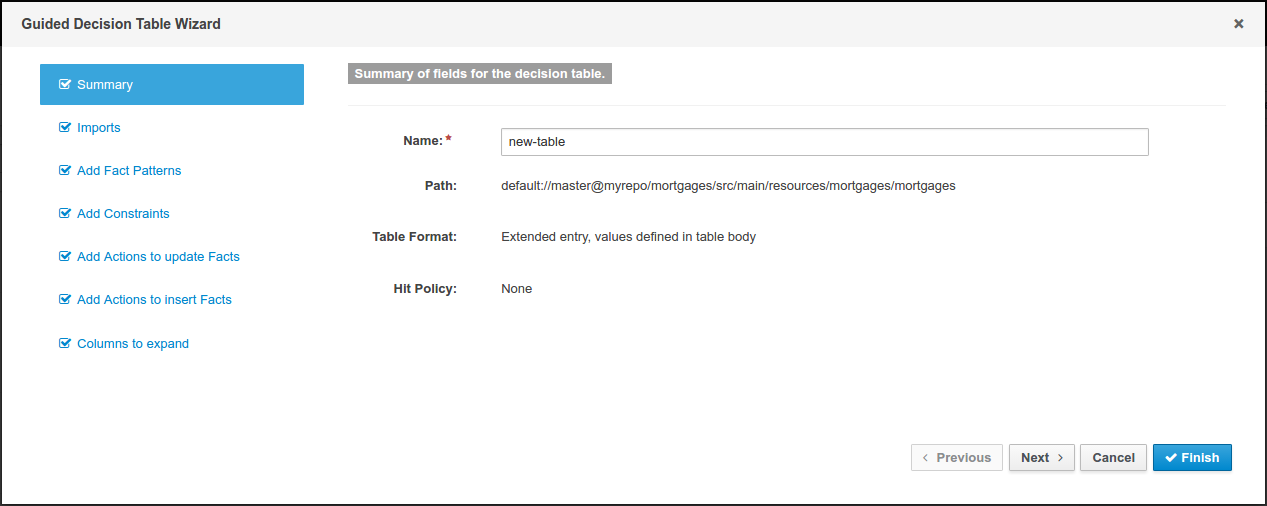 Guided Decision Table Wizard
Summary
Imports
Add Fact Patterns
Add Constraints
Add Actions to update Facts
Add Actions to insert Facts
Columns to expand
Summary of fields for the decision table.
Name:* new-table
Path: default://master@myrepo/mortgages/src/main/resources/mortgages/mortgages
Table Format: Extended entry, values defined in table body
Hit Policy: None
Previous Next Cancel Finish